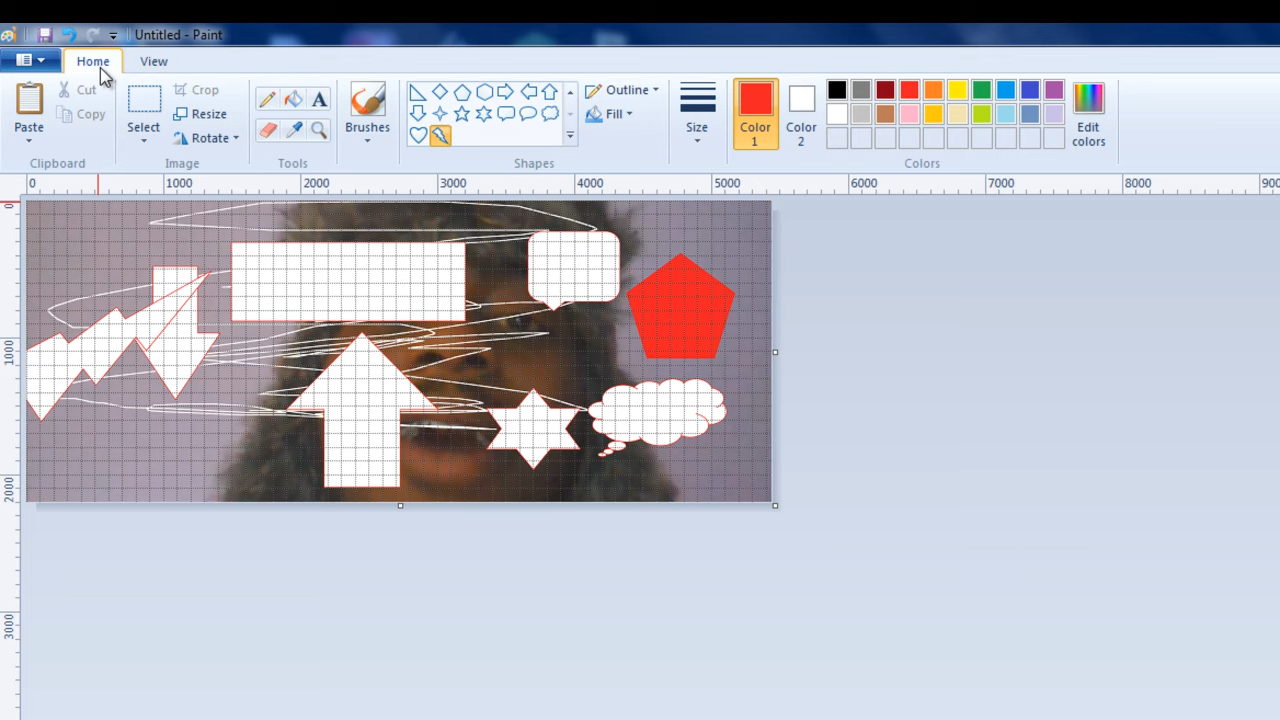 Untitled - Paint
Home View
Cut
Copy
Paste
Clipboard
Select
Crop
Resize
Rotate
Image
A
Tools
Brushes
Shapes
Outline
Fill
Size
Color 1
Color 2
Edit colors
Colors
0 1000 2000 3000 4000 5000 6000 7000 8000 900
0
1000
2000
3000